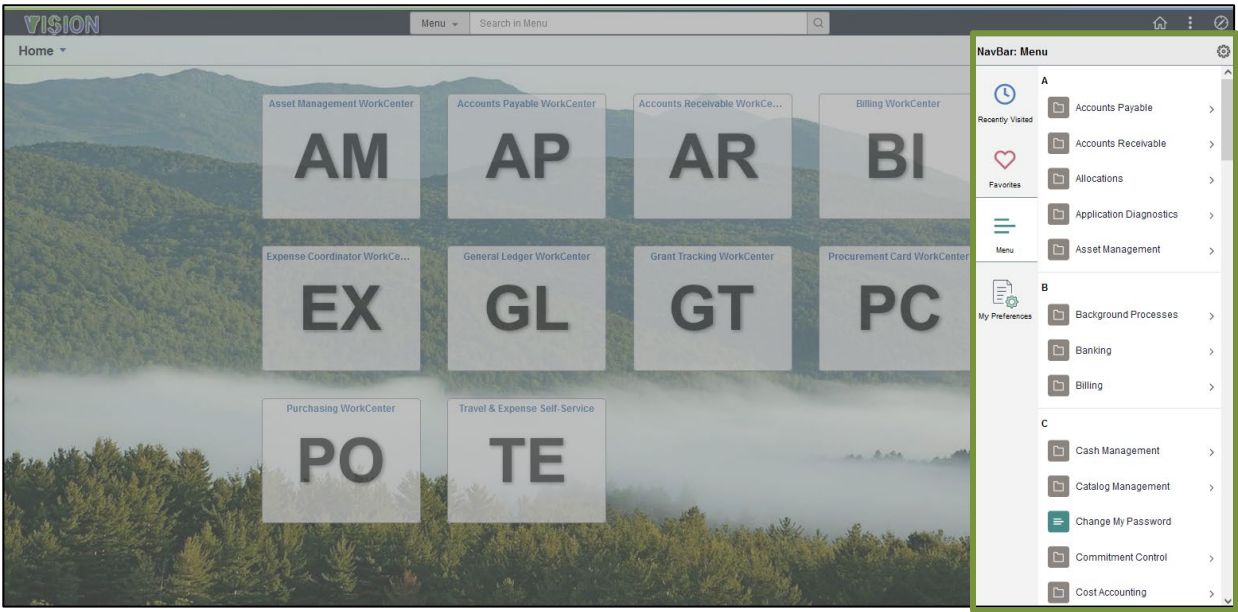 VISION
Menu
Search in Menu
Home
Asset Management WorkCenter
Accounts Payable WorkCenter
Accounts Receivable WorkCe...
Billing WorkCenter
AM
AP
AR
BI
Expense Coordinator WorkCe...
General Ledger WorkCenter
Grant Tracking WorkCenter
Procurement Card WorkCenter
EX
GL
GT
PC
Purchasing WorkCenter
Travel & Expense Self-Service
PO
TE
NavBar: Menu
Recently Visited
Favorites
Menu
My Preferences
A
Accounts Payable
Accounts Receivable
Allocations
Application Diagnostics
Asset Management
B
Background Processes
Banking
Billing
C
Cash Management
Catalog Management
Change My Password
Commitment Control
Cost Accounting